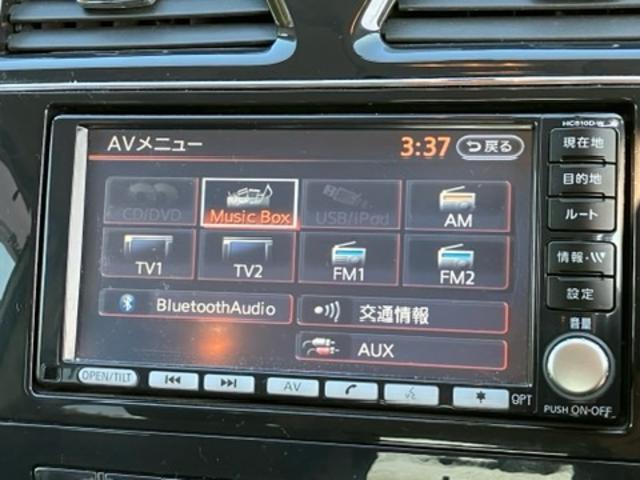 HC510D-W
AVメニュー 3:37 戻る
現在地
目的地
ルート
情報・VV
設定
音量
CD/DVD Music Box USB/iPod AM
TV1 TV2 FM1 FM2
BluetoothAudio 交通情報
AUX
OPEN/TILT AV OPT
PUSH ON-OFF